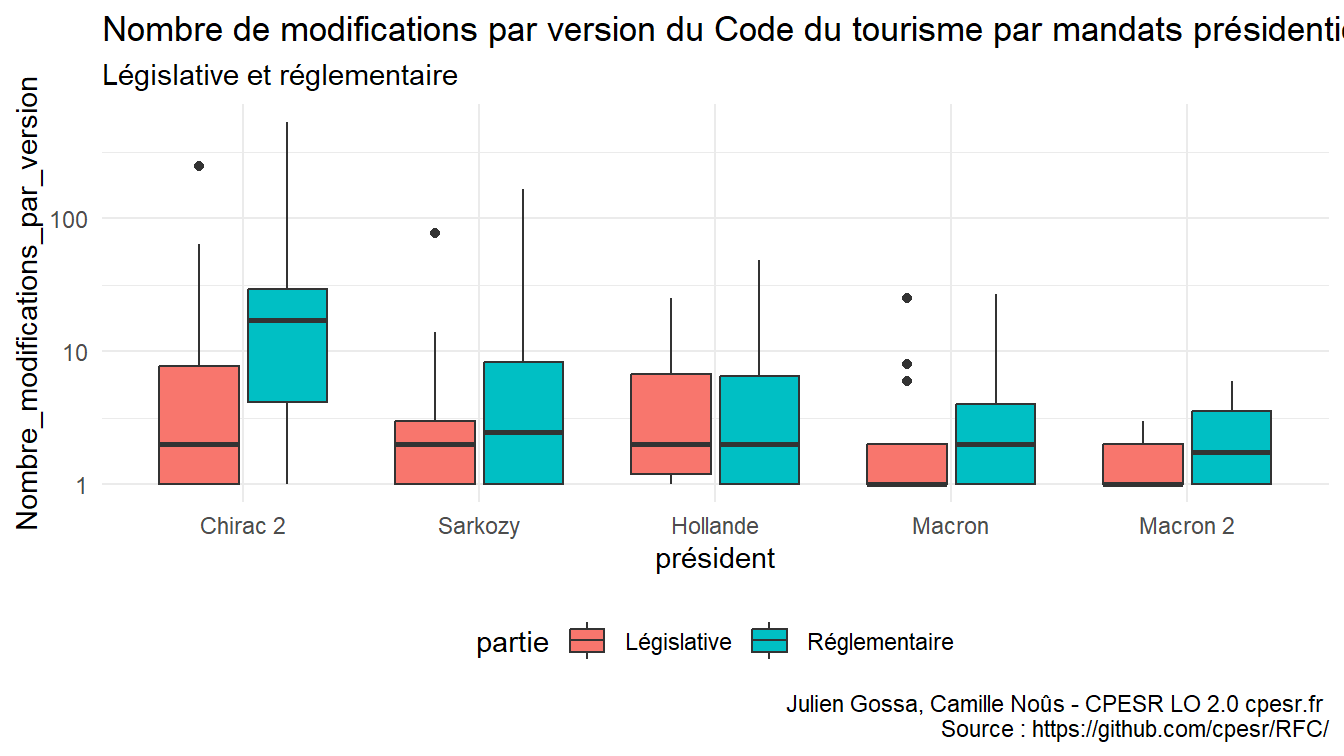 Nombre de modifications par version du Code du tourisme par mandats
Législative et réglementaire
Nombre_modifications_par_version
100
10
1
Chirac 2 Sarkozy Hollande Macron Macron 2
président
partie Législative Réglementaire
Julien Gossa, Camille Noûs - CPESR LO 2.0 cpesr.fr
Source : https://github.com/cpesr/RFC/